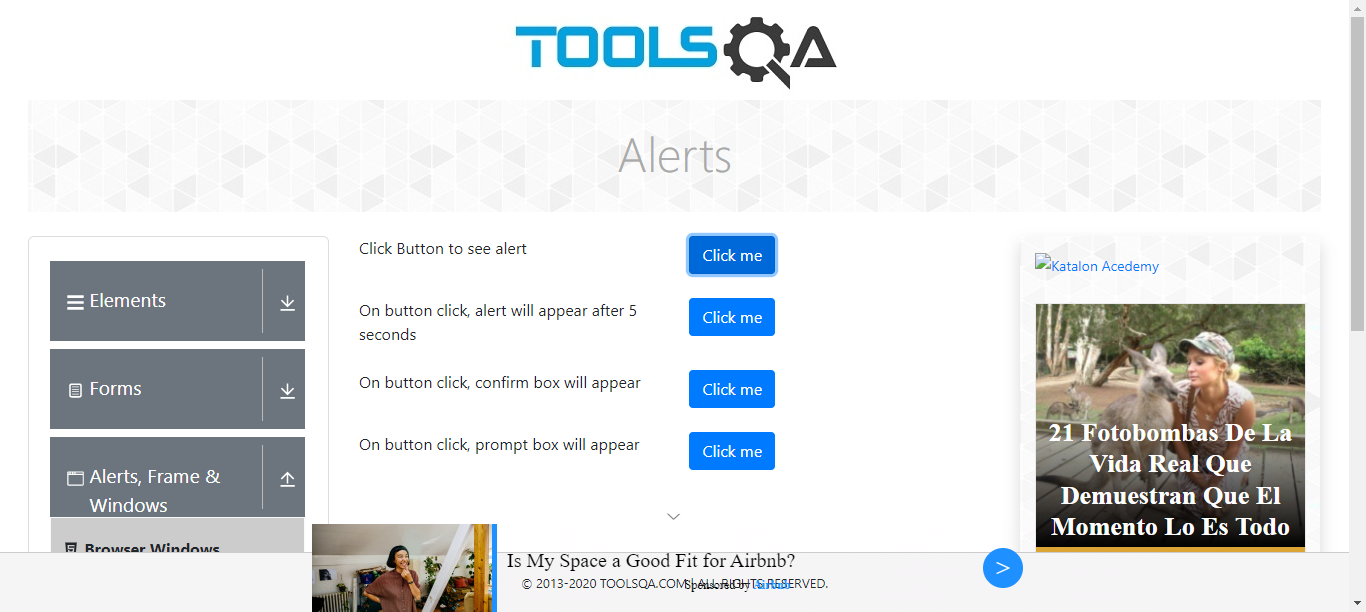 TOOLSQA
Alerts
Elements
Forms
Alerts, Frame &
Windows
Browser Windows
Click Button to see alert
Click me
On button click, alert will appear after 5
seconds
Click me
On button click, confirm box will appear
Click me
On button click, prompt box will appear
Click me
Katalon Acedemy
21 Fotobombas De La
Vida Real Que
Demuestran Que El
Momento Lo Es Todo
Is My Space a Good Fit for Airbnb?
© 2013-2020 TOOLSQA.COM | ALL RIGHTS RESERVED.
Sponsored by Airbnb